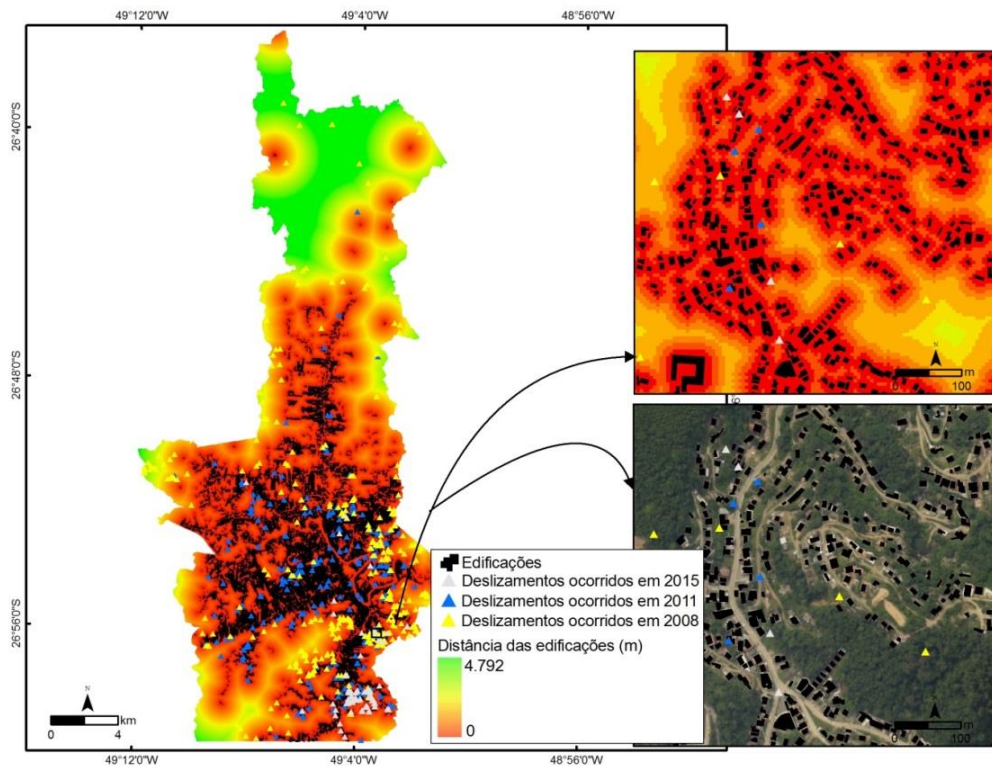 49°12'0"W
49°4'0"W
48°56'0"W
26°40'0"S
26°48'0"S
26°56'0"S
N
m
0
100
Edificações
Deslizamentos ocorridos em 2015
Deslizamentos ocorridos em 2011
Deslizamentos ocorridos em 2008
Distância das edificações (m)
4.792
0
N
km
0
4
N
m
0
100
49°12'0"W
49°4'0"W
48°56'0"W